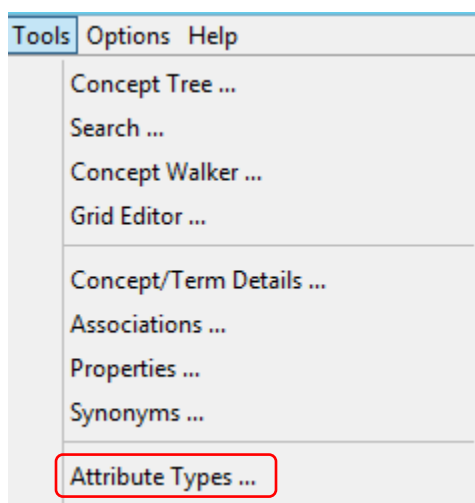 Tools Options Help
Concept Tree ...
Search ...
Concept Walker ...
Grid Editor ...
Concept/Term Details ...
Associations ...
Properties ...
Synonyms ...
Attribute Types ...